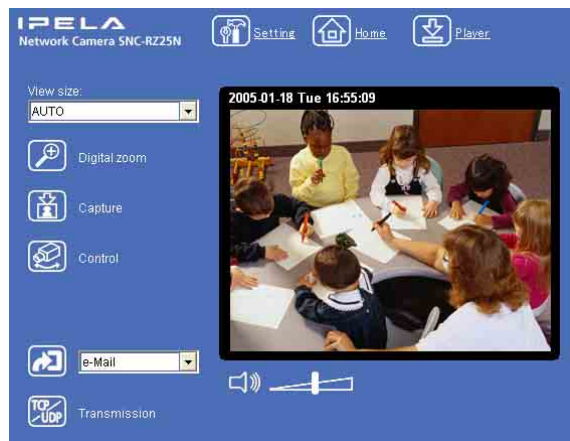 IPELA
Network Camera SNC-RZ25N
Setting
Home
Player
View size:
AUTO
2005-01-18 Tue 16:55:09
Digital zoom
Capture
Control
e-Mail
TCP/UDP
Transmission